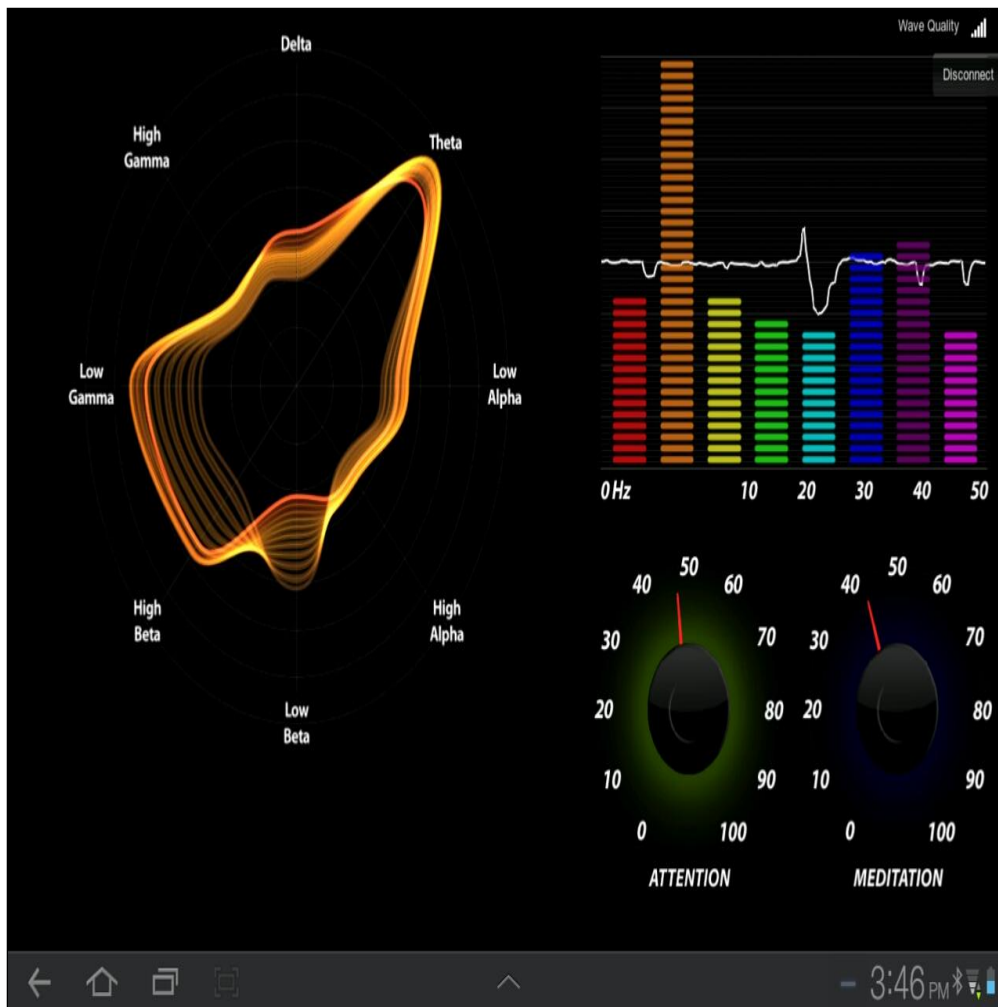 Wave Quality
Disconnect
Delta
High
Gamma
Theta
Low
Gamma
Low
Alpha
High
Beta
High
Alpha
Low
Beta
0 Hz 10 20 30 40 50
0 10 20 30 40 50 60 70 80 90 100
ATTENTION
0 10 20 30 40 50 60 70 80 90 100
MEDITATION
3:46 PM